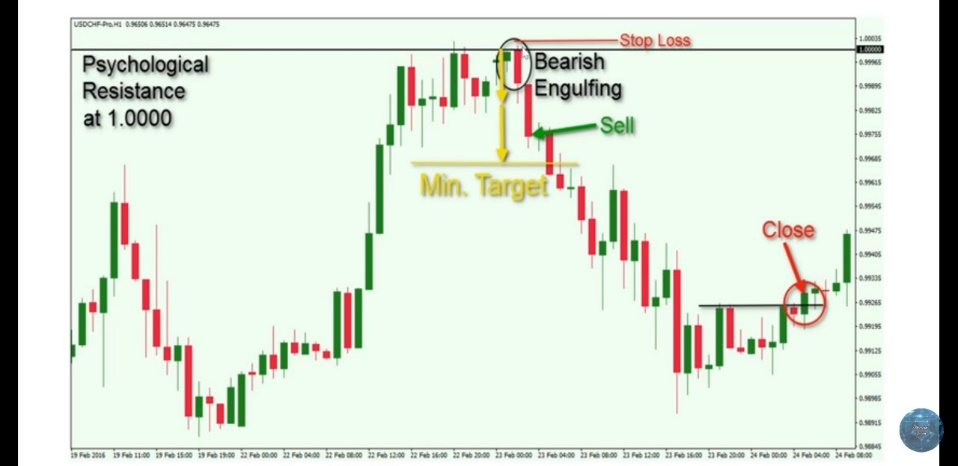 USDCHF-Pro,H1 0.96506 0.96514 0.96475 0.96475
Psychological
Resistance
at 1.0000
Stop Loss
Bearish
Engulfing
Sell
Min. Target
Close
1.00035
1.00000
0.99965
0.99895
0.99825
0.99755
0.99685
0.99615
0.99545
0.99475
0.99405
0.99335
0.99265
0.99195
0.99125
0.99055
0.98985
0.98915
0.98845
19 Feb 2016
19 Feb 11:00
19 Feb 15:00
19 Feb 19:00
22 Feb 00:00
22 Feb 04:00
22 Feb 08:00
22 Feb 12:00
22 Feb 16:00
22 Feb 20:00
23 Feb 00:00
23 Feb 04:00
23 Feb 08:00
23 Feb 12:00
23 Feb 16:00
23 Feb 20:00
24 Feb 00:00
24 Feb 04:00
24 Feb 08:00